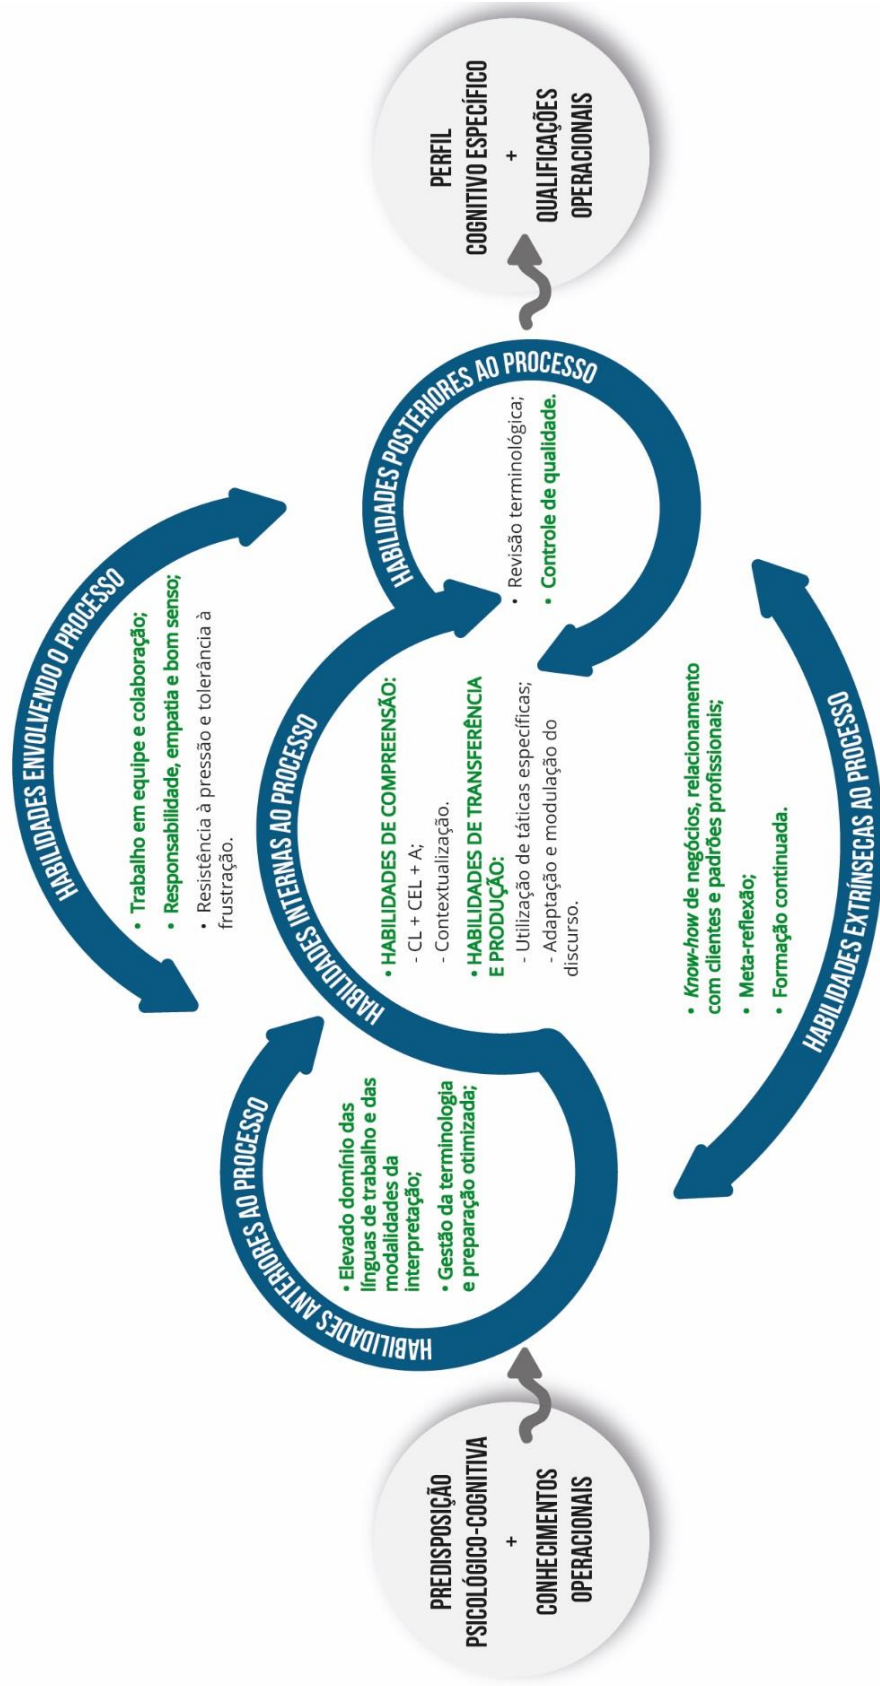 PREDISPOSIÇÃO
PSICOLÓGICO-COGNITIVA
+
CONHECIMENTOS
OPERACIONAIS
HABILIDADES ANTERIORES AO PROCESSO
• Elevado domínio das
línguas de trabalho e das
modalidades da
interpretação;
• Gestão da terminologia
e preparação otimizada;
HABILIDADES ENVOLVENDO O PROCESSO
• Trabalho em equipe e colaboração;
• Responsabilidade, empatia e bom senso;
• Resistência à pressão e tolerância à
frustração.
HABILIDADES INTERNAS AO PROCESSO
• HABILIDADES DE COMPREENSÃO:
- CL + CEL + A;
- Contextualização.
• HABILIDADES DE TRANSFERÊNCIA
E PRODUÇÃO:
- Utilização de táticas específicas;
- Adaptação e modulação do
discurso.
HABILIDADES POSTERIORES AO PROCESSO
• Revisão terminológica;
• Controle de qualidade.
• Know-how de negócios, relacionamento
com clientes e padrões profissionais;
• Meta-reflexão;
• Formação continuada.
HABILIDADES EXTRÍNSECAS AO PROCESSO
PERFIL
COGNITIVO ESPECÍFICO
+
QUALIFICAÇÕES
OPERACIONAIS